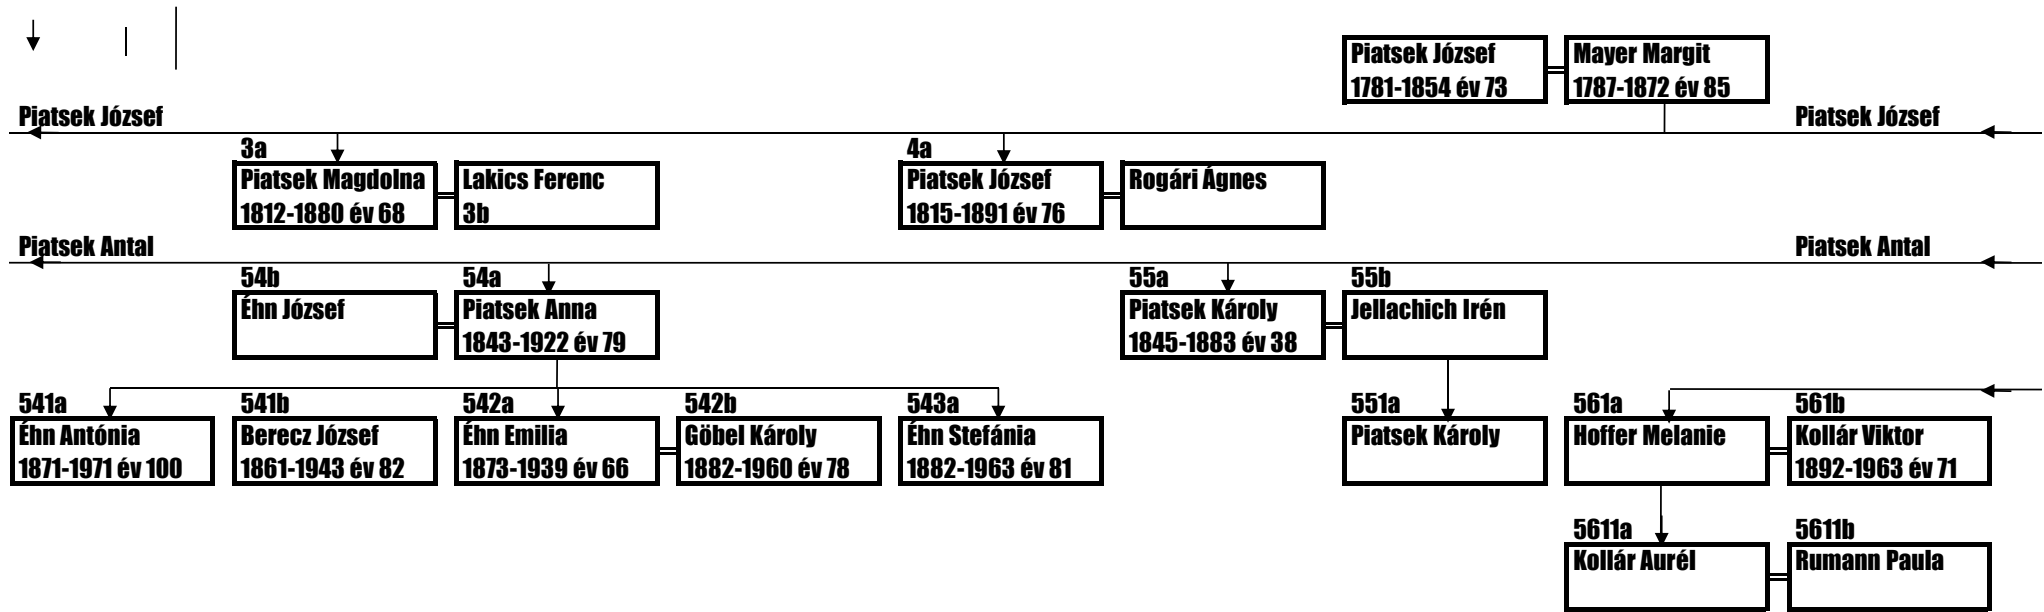 Piatsek József
1781-1854 év 73
Mayer Margit
1787-1872 év 85
Piatsek József
Piatsek József
3a
Piatsek Magdolna
1812-1880 év 68
Lakics Ferenc
3b
4a
Piatsek József
1815-1891 év 76
Rogári Ágnes
Piatsek Antal
Piatsek Antal
54b
Éhn József
54a
Piatsek Anna
1843-1922 év 79
55a
Piatsek Károly
1845-1883 év 38
55b
Jellachich Irén
541a
Éhn Antónia
1871-1971 év 100
541b
Berecz József
1861-1943 év 82
542a
Éhn Emilia
1873-1939 év 66
542b
Göbel Károly
1882-1960 év 78
543a
Éhn Stefánia
1882-1963 év 81
551a
Piatsek Károly
561a
Hoffer Melanie
561b
Kollár Viktor
1892-1963 év 71
5611a
Kollár Aurél
5611b
Rumann Paula